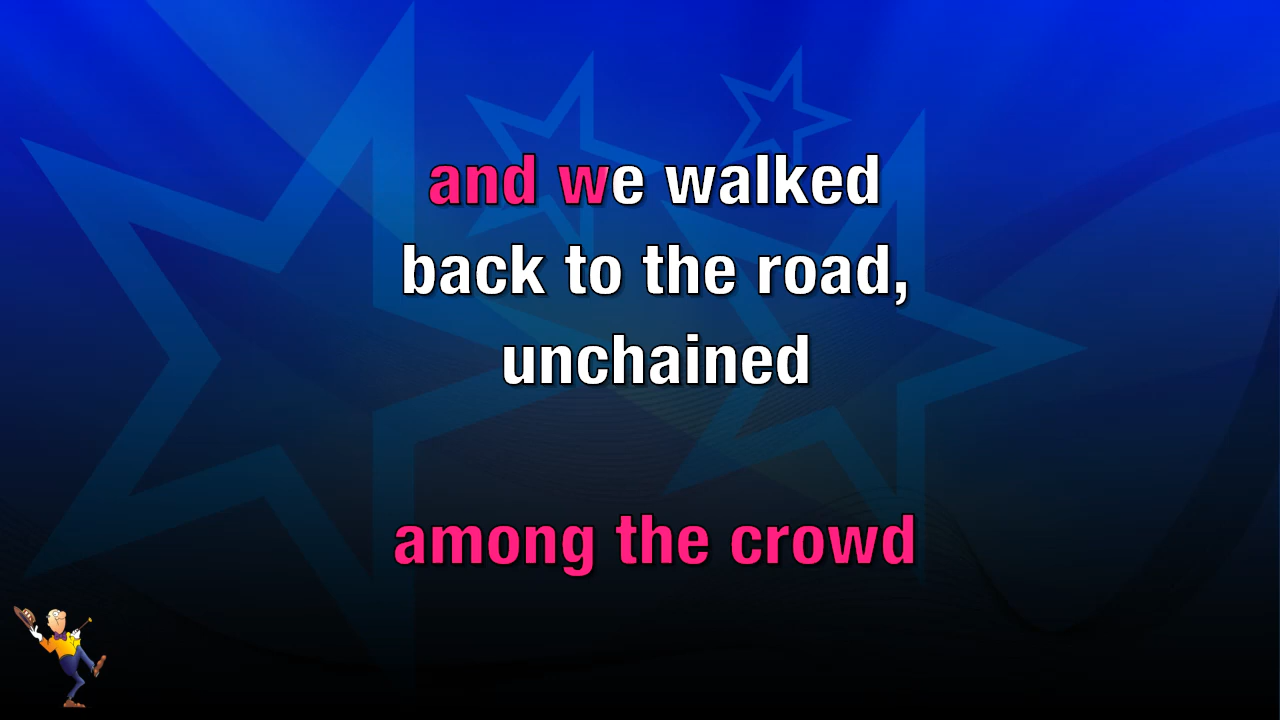 and we walked
back to the road,
unchained
among the crowd